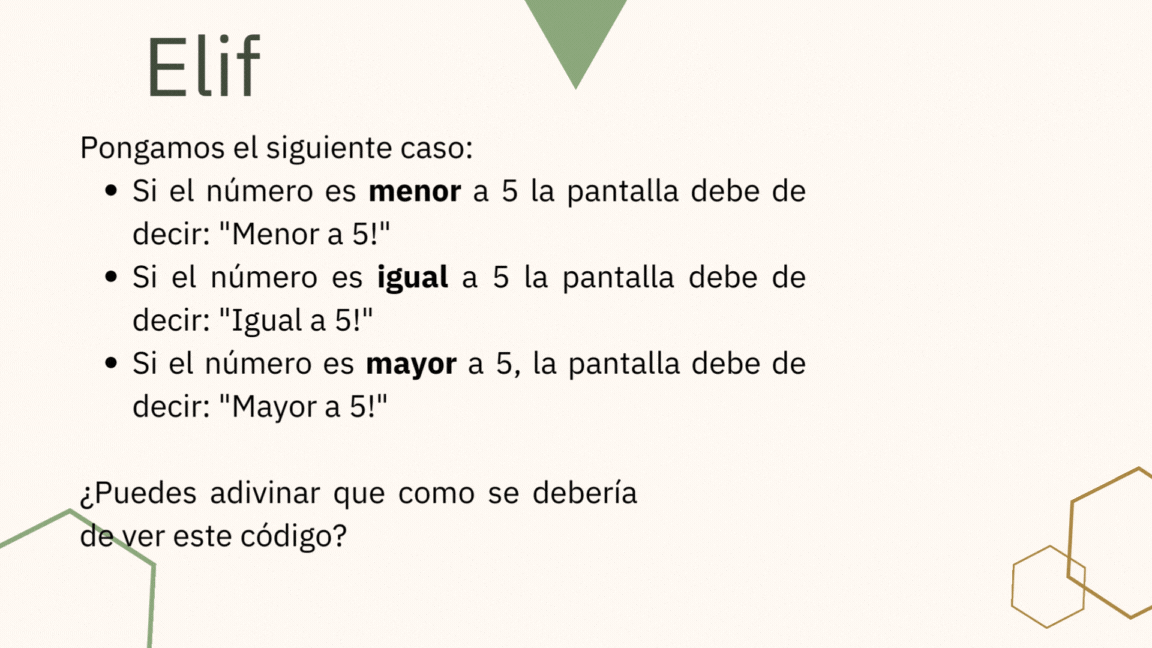 Elif
Pongamos el siguiente caso:
• Si el número es menor a 5 la pantalla debe de
decir: "Menor a 5!"
• Si el número es igual a 5 la pantalla debe de
decir: "Igual a 5!"
• Si el número es mayor a 5, la pantalla debe de
decir: "Mayor a 5!"
¿Puedes adivinar que como se debería
de ver este código?